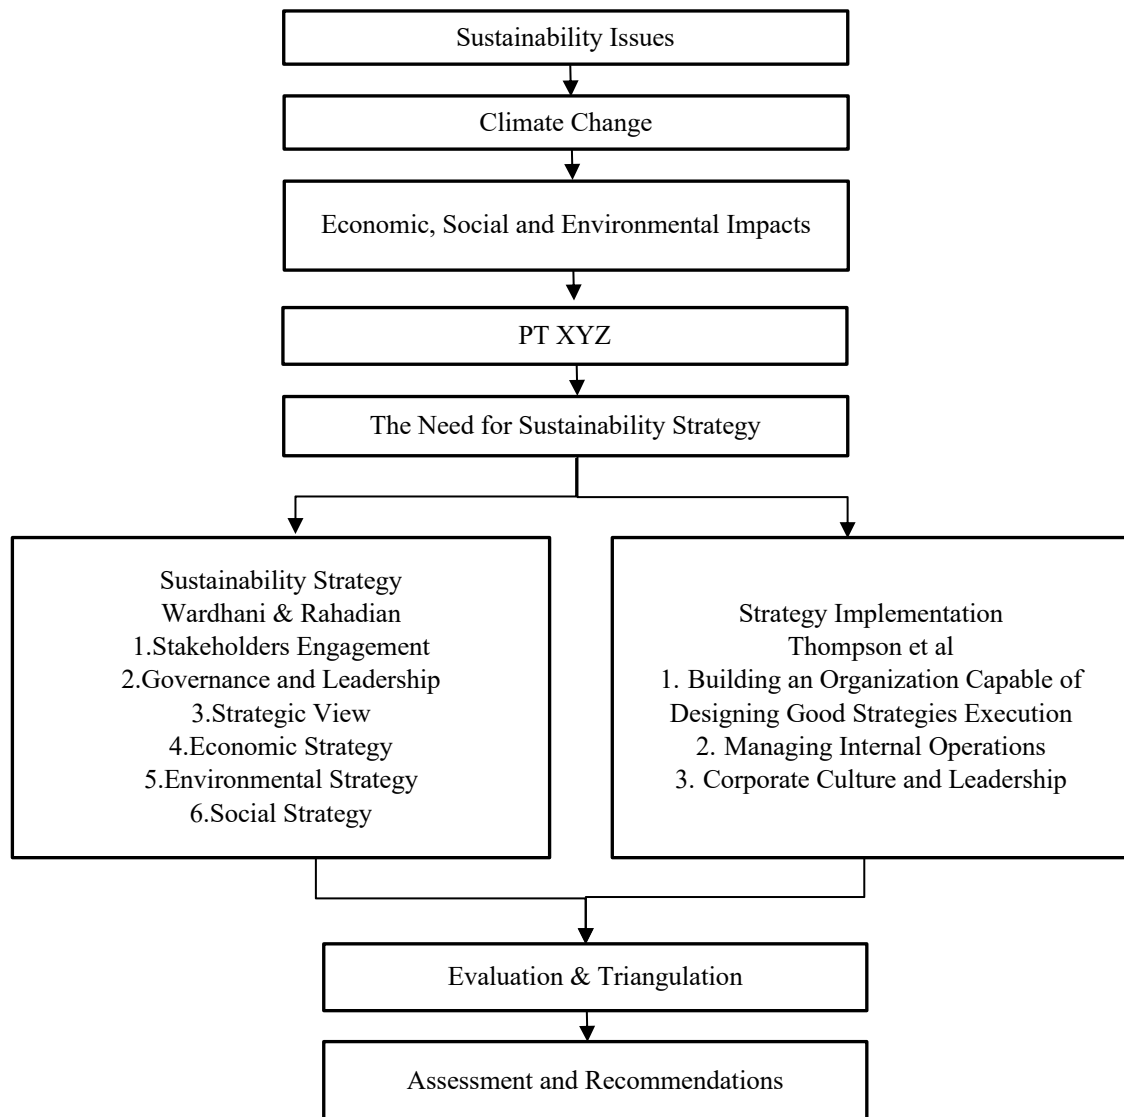 Sustainability Issues
Climate Change
Economic, Social and Environmental Impacts
PT XYZ
The Need for Sustainability Strategy
Sustainability Strategy
Wardhani & Rahadian
1.Stakeholders Engagement
2.Governance and Leadership
3.Strategic View
4.Economic Strategy
5.Environmental Strategy
6.Social Strategy
Strategy Implementation
Thompson et al
1. Building an Organization Capable of
Designing Good Strategies Execution
2. Managing Internal Operations
3. Corporate Culture and Leadership
Evaluation & Triangulation
Assessment and Recommendations